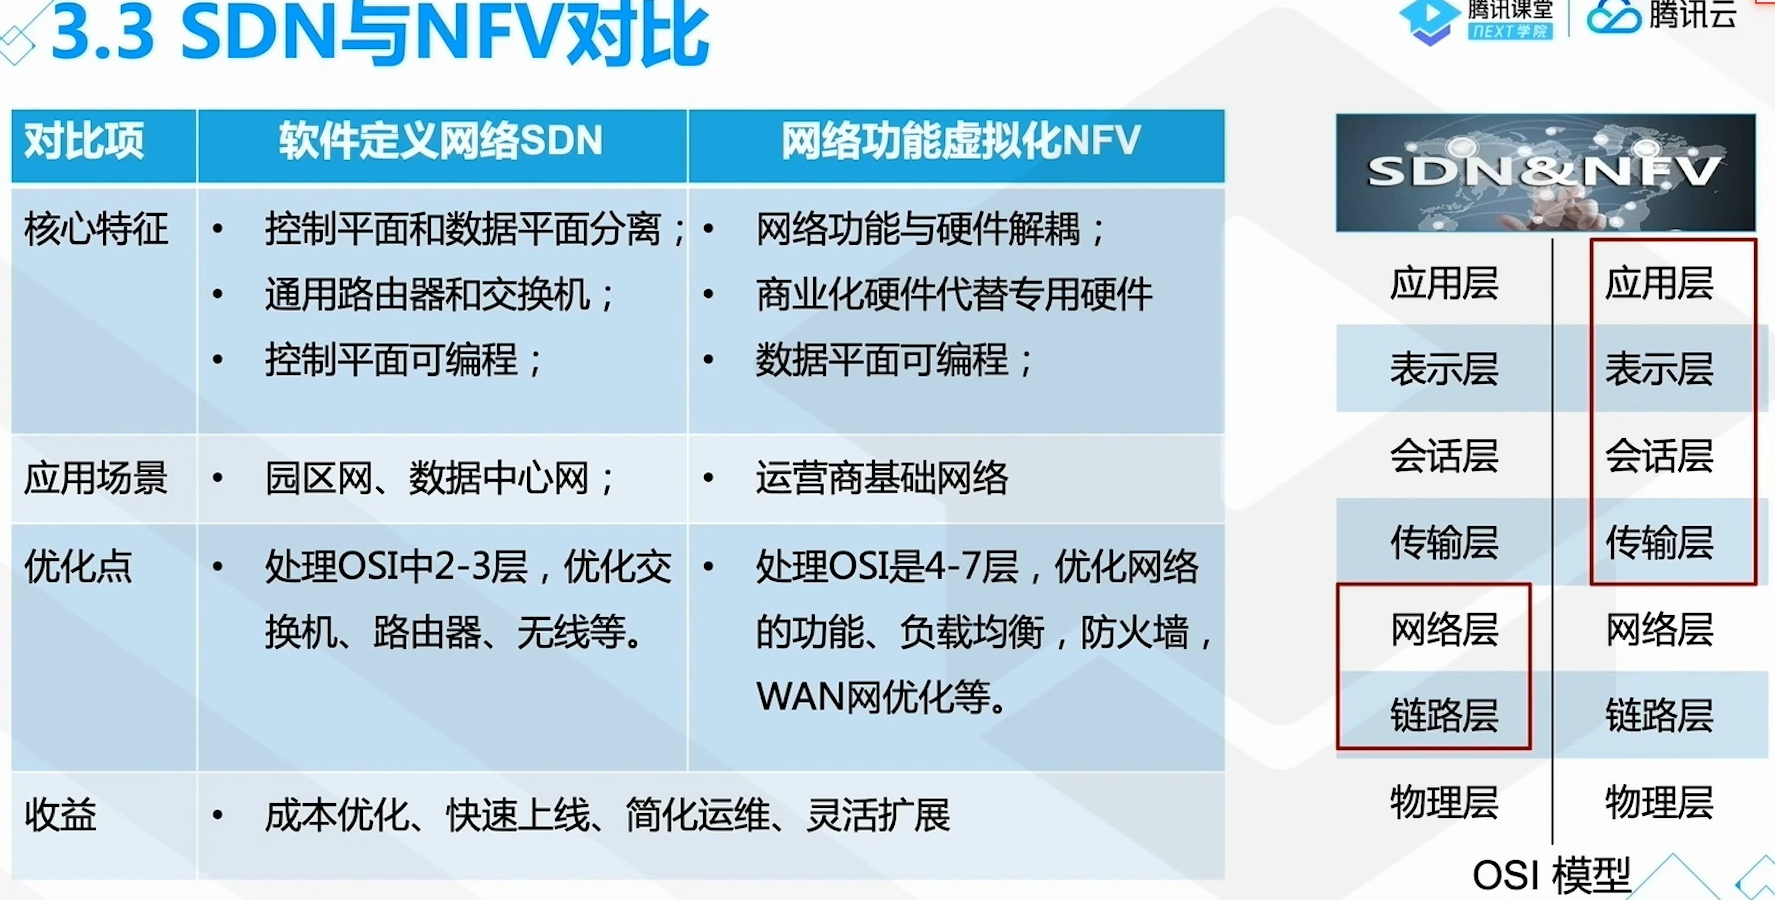 3.3 SDN与NFV对比
腾讯课堂
NEXT学院
腾讯云
对比项
软件定义网络SDN
网络功能虚拟化NFV
核心特征
• 控制平面和数据平面分离；
• 通用路由器和交换机；
• 控制平面可编程；
• 网络功能与硬件解耦；
• 商业化硬件代替专用硬件
• 数据平面可编程；
应用场景
• 园区网、数据中心网；
• 运营商基础网络
优化点
• 处理OSI中2-3层，优化交
换机、路由器、无线等。
• 处理OSI是4-7层，优化网络
的功能、负载均衡，防火墙，
WAN网优化等。
收益
• 成本优化、快速上线、简化运维、灵活扩展
SDN&NFV
应用层 应用层
表示层 表示层
会话层 会话层
传输层 传输层
网络层 网络层
链路层 链路层
物理层 物理层
OSI 模型